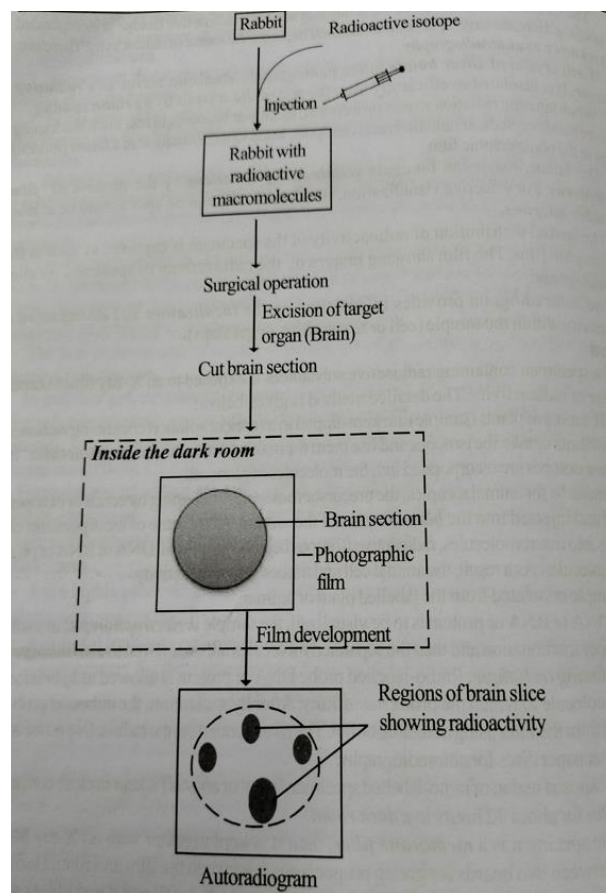 Rabbit
Radioactive isotope
Injection
Rabbit with
radioactive
macromolecules
Surgical operation
Excision of target
organ (Brain)
Cut brain section
Inside the dark room
Brain section
Photographic
film
Film development
Regions of brain slice
showing radioactivity
Autoradiogram